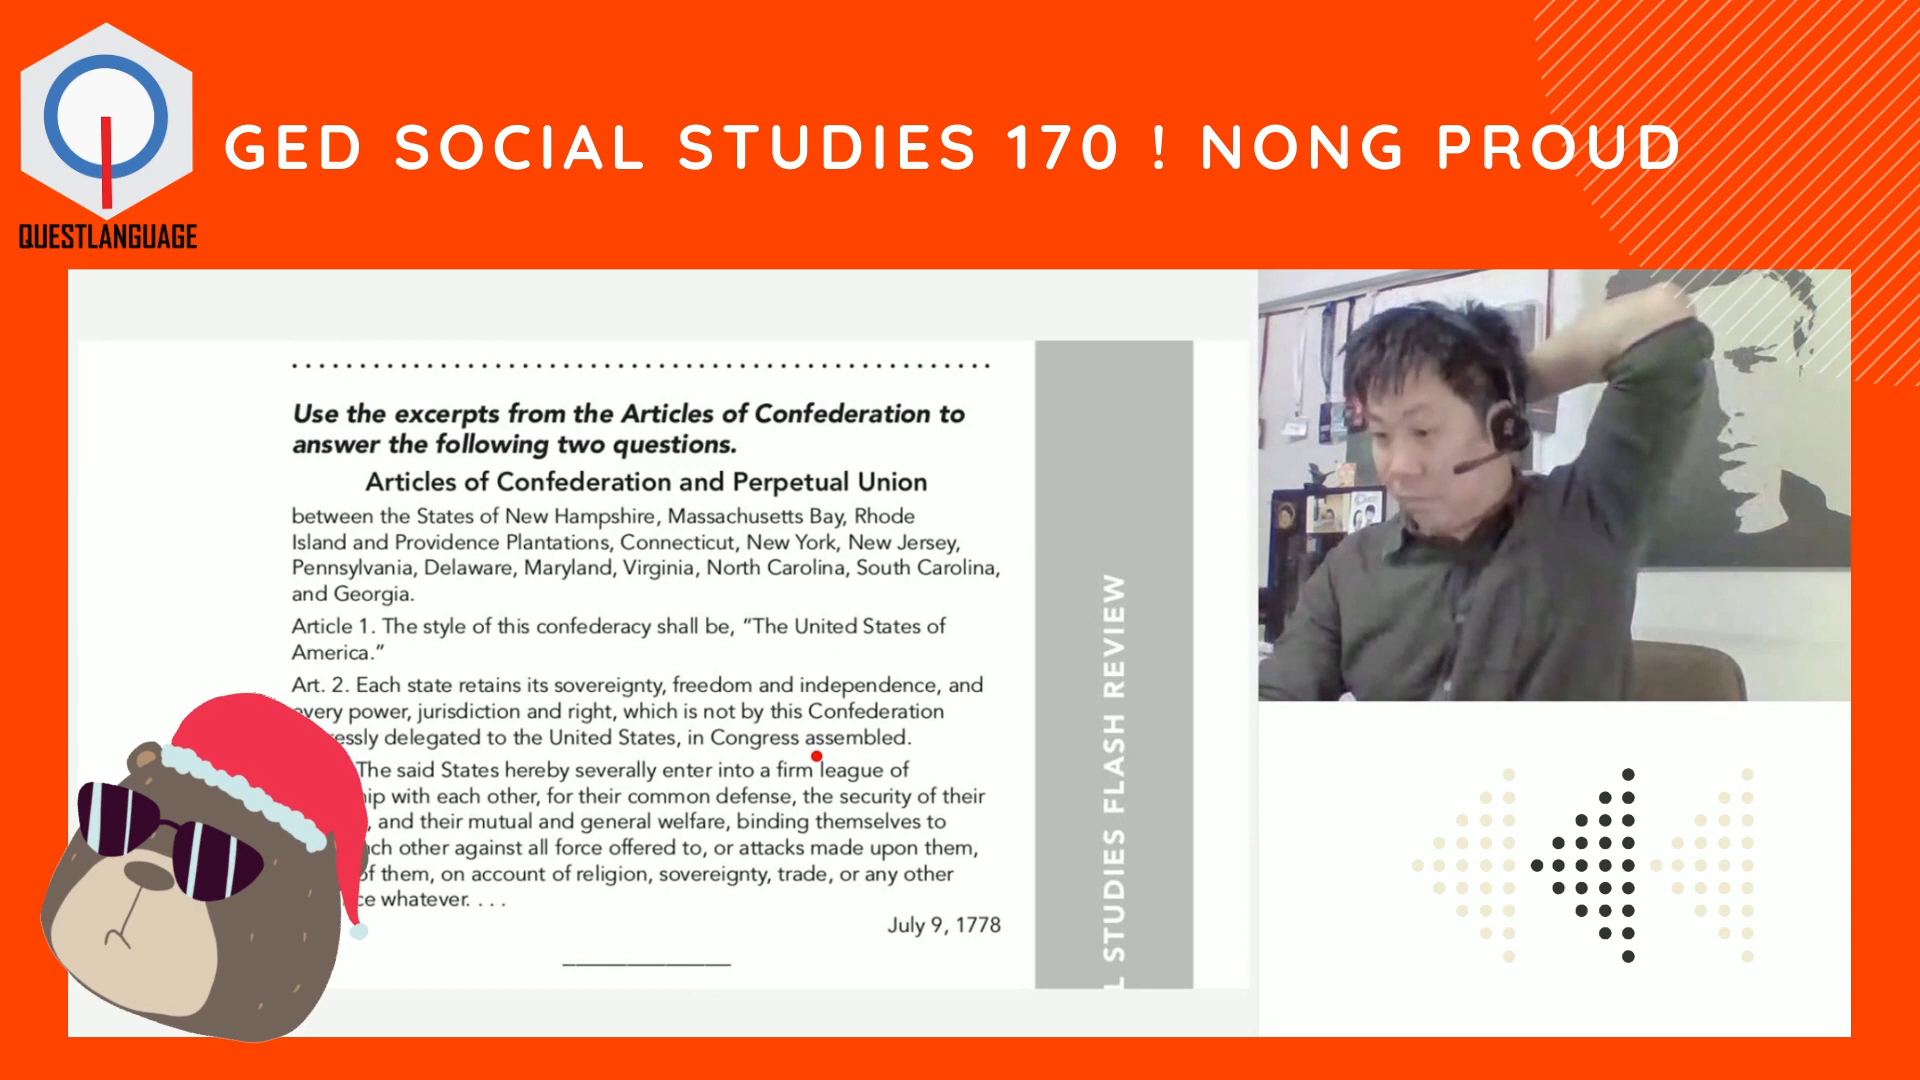 GED SOCIAL STUDIES 170 ! NONG PROUD
QUESTLANGUAGE
Use the excerpts from the Articles of Confederation to
answer the following two questions.
Articles of Confederation and Perpetual Union
between the States of New Hampshire, Massachusetts Bay, Rhode
Island and Providence Plantations, Connecticut, New York, New Jersey,
Pennsylvania, Delaware, Maryland, Virginia, North Carolina, South Carolina,
and Georgia.
Article 1. The style of this confederacy shall be, “The United States of
America.”
Art. 2. Each state retains its sovereignty, freedom and independence, and
every power, jurisdiction and right, which is not by this Confederation
essly delegated to the United States, in Congress assembled.
The said States hereby severally enter into a firm league of
ip with each other, for their common defense, the security of their
, and their mutual and general welfare, binding themselves to
ch other against all force offered to, or attacks made upon them,
of them, on account of religion, sovereignty, trade, or any other
ce whatever. . . .
July 9, 1778
L STUDIES FLASH REVIEW